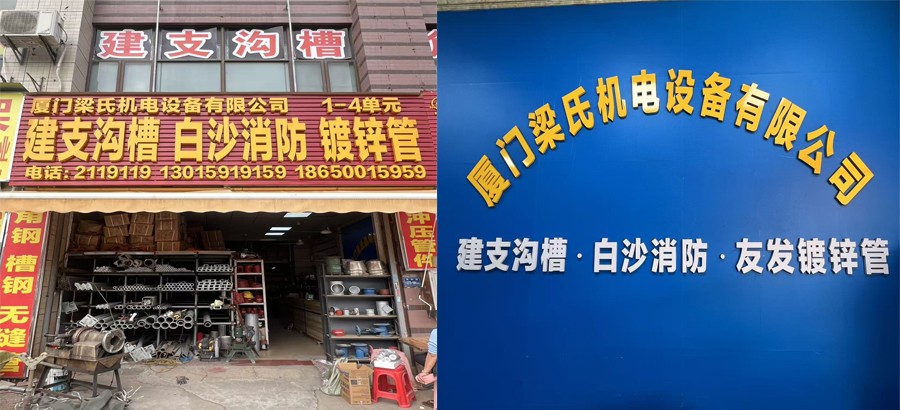 建支沟槽
厦门梁氏机电设备有限公司 1-4单元
建支沟槽 白沙消防 镀锌管
电话: 2119119 13015919159 18650015959
角钢 槽钢 无缝管
冲压管件
厦门梁氏机电设备有限公司
建支沟槽·白沙消防·友发镀锌管